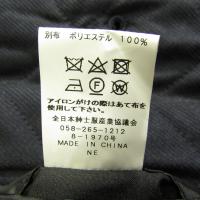 別布 ポリエステル 100%
アイロンがけの際はあて布を
使用して下さい
全日本紳士服産業協議会
058-265-1212
8-1970号
MADE IN CHINA
NE.